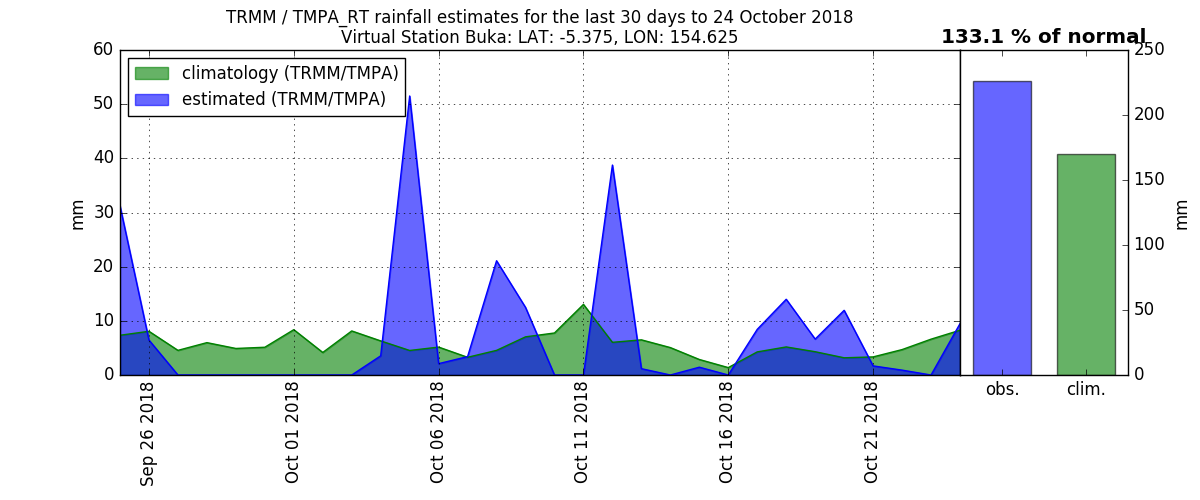 TRMM / TMPA_RT rainfall estimates for the last 30 days to 24 October 2018
Virtual Station Buka: LAT: -5.375, LON: 154.625
133.1 % of normal
climatology (TRMM/TMPA)
estimated (TRMM/TMPA)
60
50
40
30
20
10
0
mm
Sep 26 2018
Oct 01 2018
Oct 06 2018
Oct 11 2018
Oct 16 2018
Oct 21 2018
obs.
clim.
250
200
150
100
50
0
mm